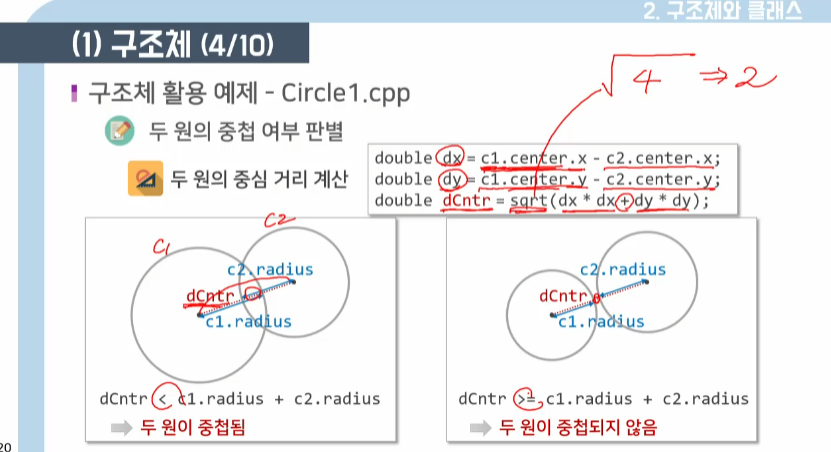 2. 구조체와 클래스
(1) 구조체 (4/10)
√4 ⇒ 2
구조체 활용 예제 - Circle1.cpp
두 원의 중첩 여부 판별
두 원의 중심 거리 계산
double dx = c1.center.x - c2.center.x;
double dy = c1.center.y - c2.center.y;
double dCntr = sqrt(dx * dx + dy * dy);
C2
C1
c2.radius
dCntr
c1.radius
dCntr < c1.radius + c2.radius
두 원이 중첩됨
c2.radius
dCntr
c1.radius
dCntr >= c1.radius + c2.radius
두 원이 중첩되지 않음
20